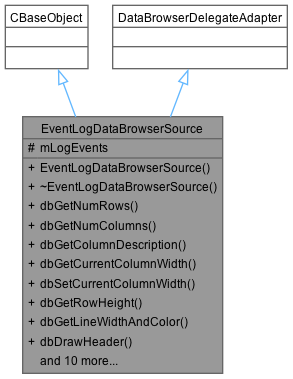 CBaseObject
DataBrowserDelegateAdapter
EventLogDataBrowserSource
# mLogEvents
+ EventLogDataBrowserSource()
+ ~EventLogDataBrowserSource()
+ dbGetNumRows()
+ dbGetNumColumns()
+ dbGetColumnDescription()
+ dbGetCurrentColumnWidth()
+ dbSetCurrentColumnWidth()
+ dbGetRowHeight()
+ dbGetLineWidthAndColor()
+ dbDrawHeader()
and 10 more...